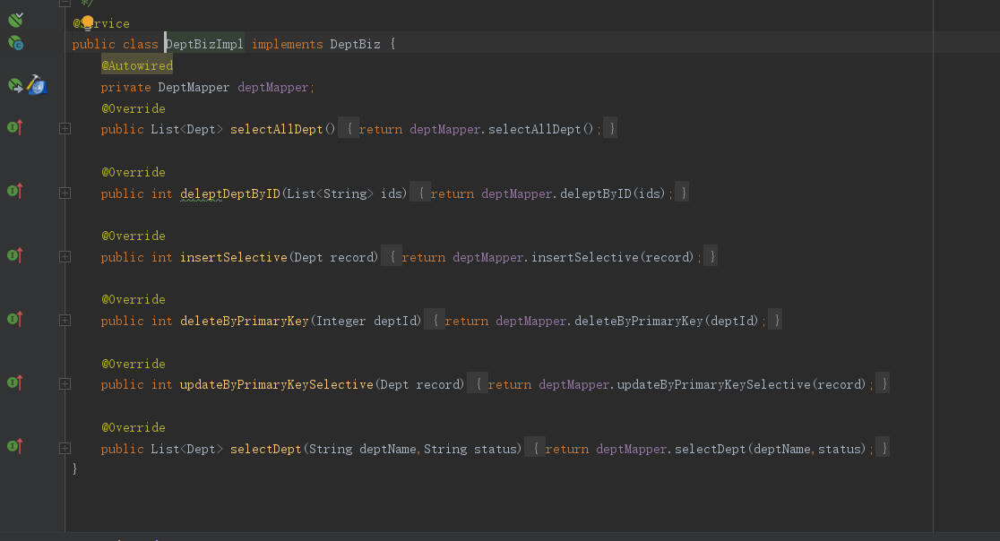 */
@Service
public class DeptBizImpl implements DeptBiz {
@Autowired
private DeptMapper deptMapper;
@Override
public List<Dept> selectAllDept() { return deptMapper.selectAllDept(); }
@Override
public int deleptDeptByID(List<String> ids) { return deptMapper.deleptByID(ids); }
@Override
public int insertSelective(Dept record) { return deptMapper.insertSelective(record); }
@Override
public int deleteByPrimaryKey(Integer deptId) { return deptMapper.deleteByPrimaryKey(deptId); }
@Override
public int updateByPrimaryKeySelective(Dept record) { return deptMapper.updateByPrimaryKeySelective(record); }
@Override
public List<Dept> selectDept(String deptName,String status) { return deptMapper.selectDept(deptName,status); }
}